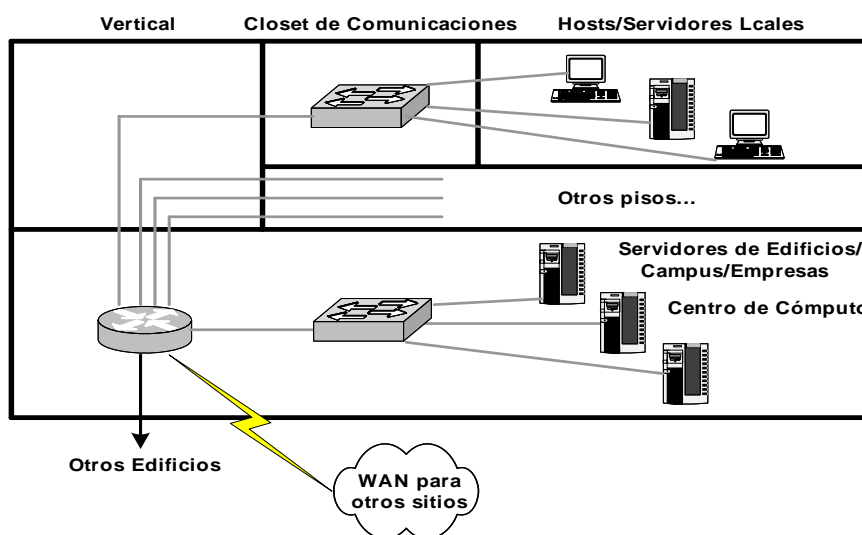 Vertical
Closet de Comunicaciones
Hosts/Servidores Lcales
Otros pisos...
Servidores de Edificios/
Campus/Empresas
Centro de Cómputo
Otros Edificios
WAN para
otros sitios